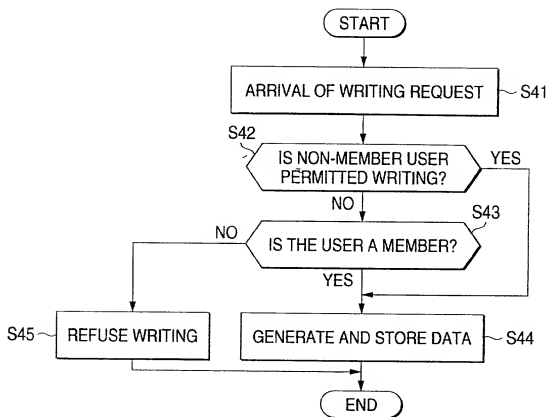 START
ARRIVAL OF WRITING REQUEST
S41
S42
IS NON-MEMBER USER
PERMITTED WRITING?
YES
NO
S43
IS THE USER A MEMBER?
NO
YES
S45
REFUSE WRITING
GENERATE AND STORE DATA
S44
END